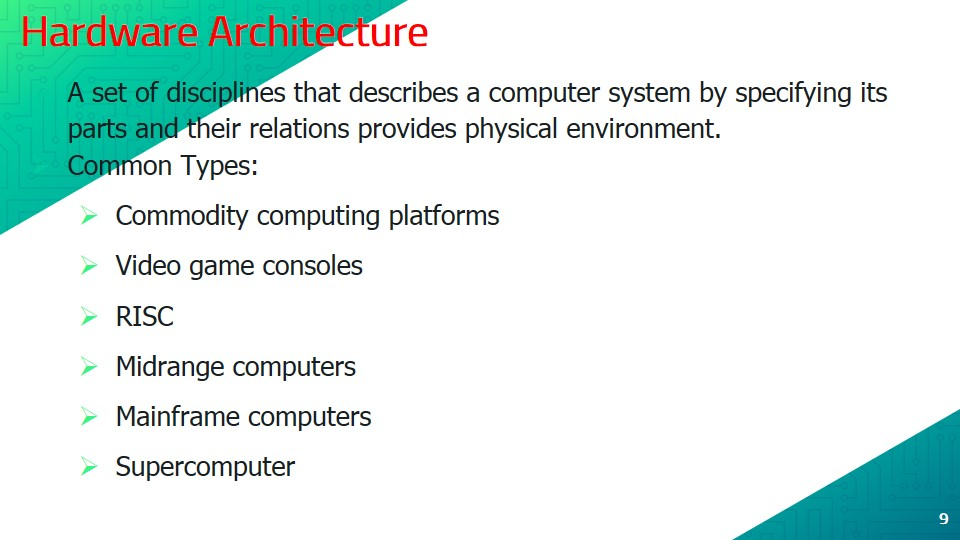 Hardware Architecture
A set of disciplines that describes a computer system by specifying its
parts and their relations provides physical environment.
Common Types:
Commodity computing platforms
Video game consoles
RISC
Midrange computers
Mainframe computers
Supercomputer
9